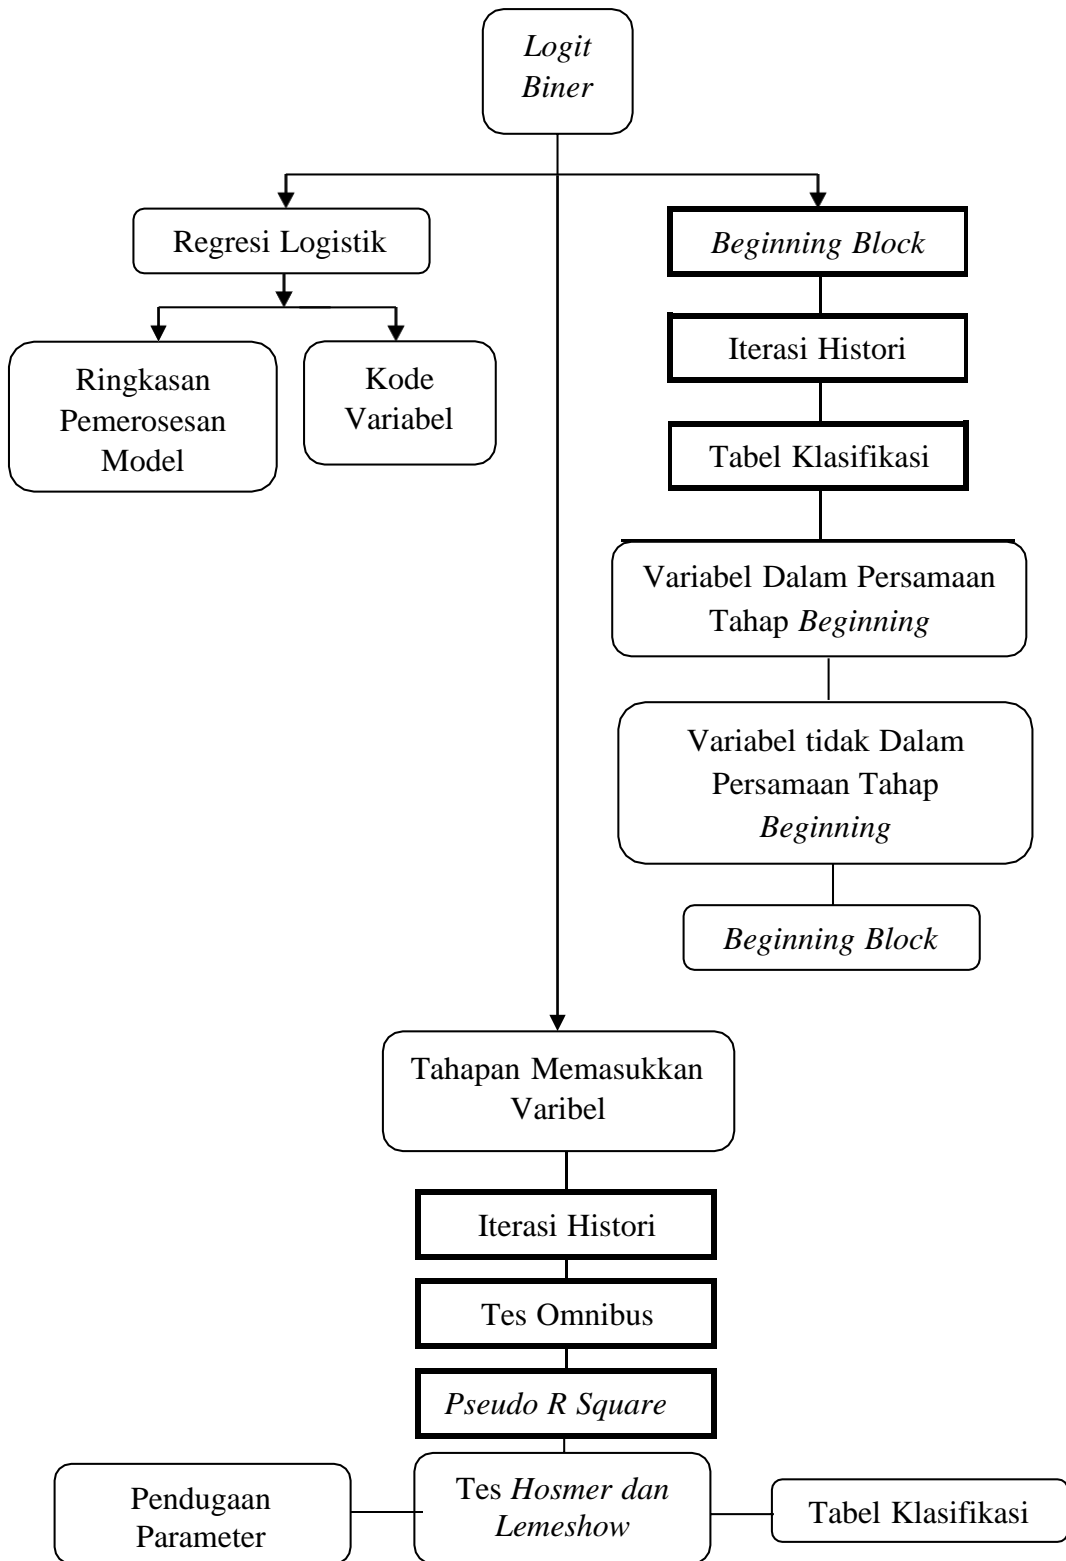 Logit
Biner
Regresi Logistik
Beginning Block
Ringkasan
Pemerosesan
Model
Kode
Variabel
Iterasi Histori
Tabel Klasifikasi
Variabel Dalam Persamaan
Tahap Beginning
Variabel tidak Dalam
Persamaan Tahap
Beginning
Beginning Block
Tahapan Memasukkan
Varibel
Iterasi Histori
Tes Omnibus
Pseudo R Square
Pendugaan
Parameter
Tes Hosmer dan
Lemeshow
Tabel Klasifikasi